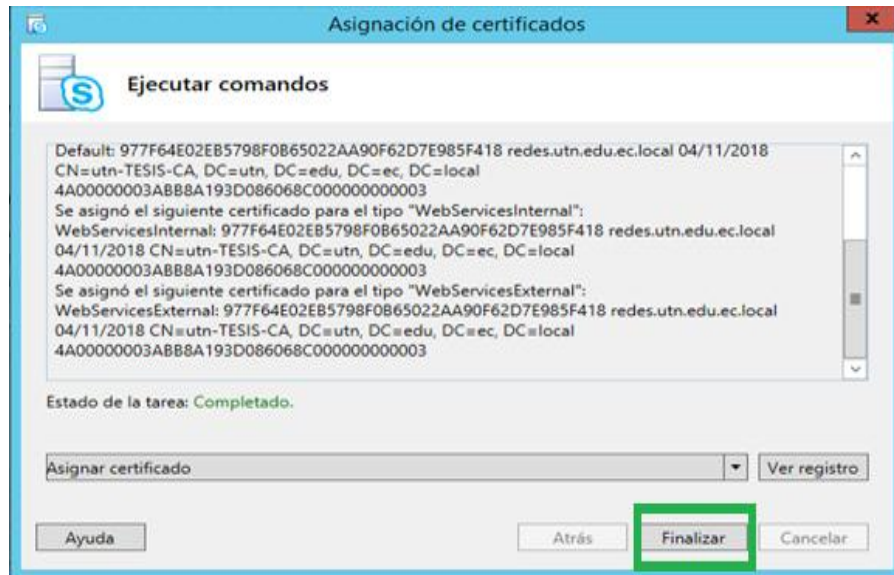 Asignación de certificados
Ejecutar comandos
Default: 977F64E02EB5798F0B65022AA90F62D7E985F418 redes.utn.edu.ec.local 04/11/2018
CN=utn-TESIS-CA, DC=utn, DC=edu, DC=ec, DC=local
4A00000003ABB8A193D086068C000000000003
Se asignó el siguiente certificado para el tipo "WebServicesInternal":
WebServicesInternal: 977F64E02EB5798F0B65022AA90F62D7E985F418 redes.utn.edu.ec.local
04/11/2018 CN=utn-TESIS-CA, DC=utn, DC=edu, DC=ec, DC=local
4A00000003ABB8A193D086068C000000000003
Se asignó el siguiente certificado para el tipo "WebServicesExternal":
WebServicesExternal: 977F64E02EB5798F0B65022AA90F62D7E985F418 redes.utn.edu.ec.local
04/11/2018 CN=utn-TESIS-CA, DC=utn, DC=edu, DC=ec, DC=local
4A00000003ABB8A193D086068C000000000003
Estado de la tarea: Completado.
Asignar certificado
Ver registro
Ayuda
Atrás
Finalizar
Cancelar